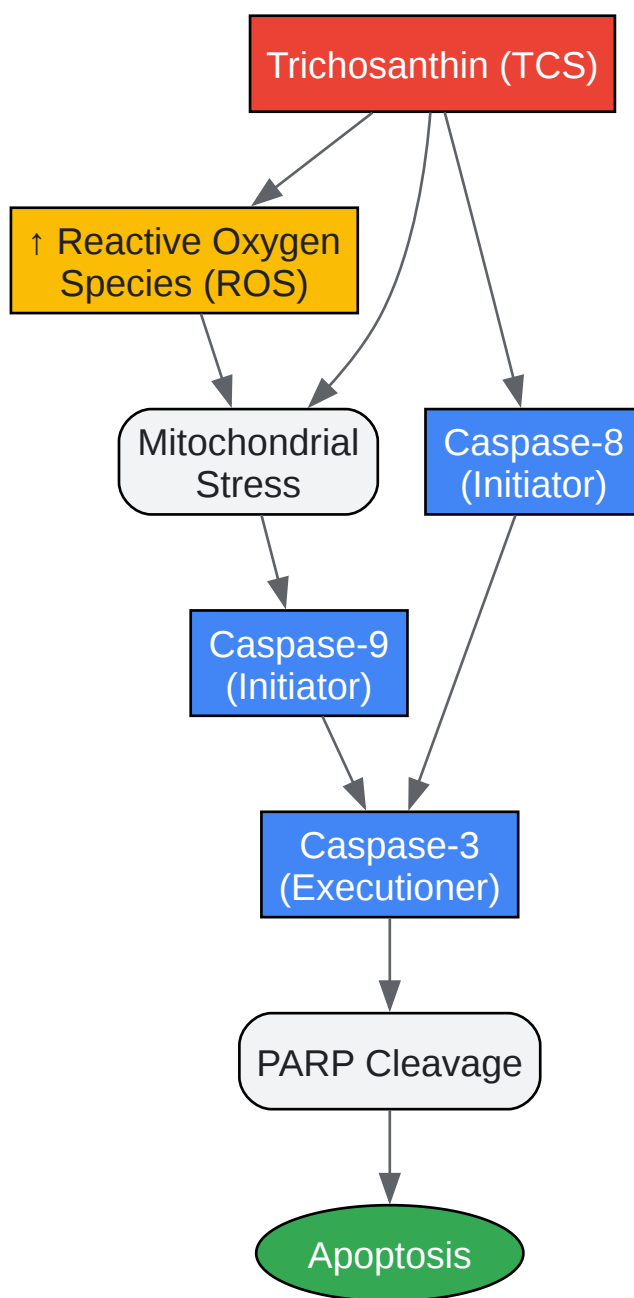 Trichosanthin (TCS)
↑ Reactive Oxygen
Species (ROS)
Mitochondrial
Stress
Caspase-8
(Initiator)
Caspase-9
(Initiator)
Caspase-3
(Executioner)
PARP Cleavage
Apoptosis